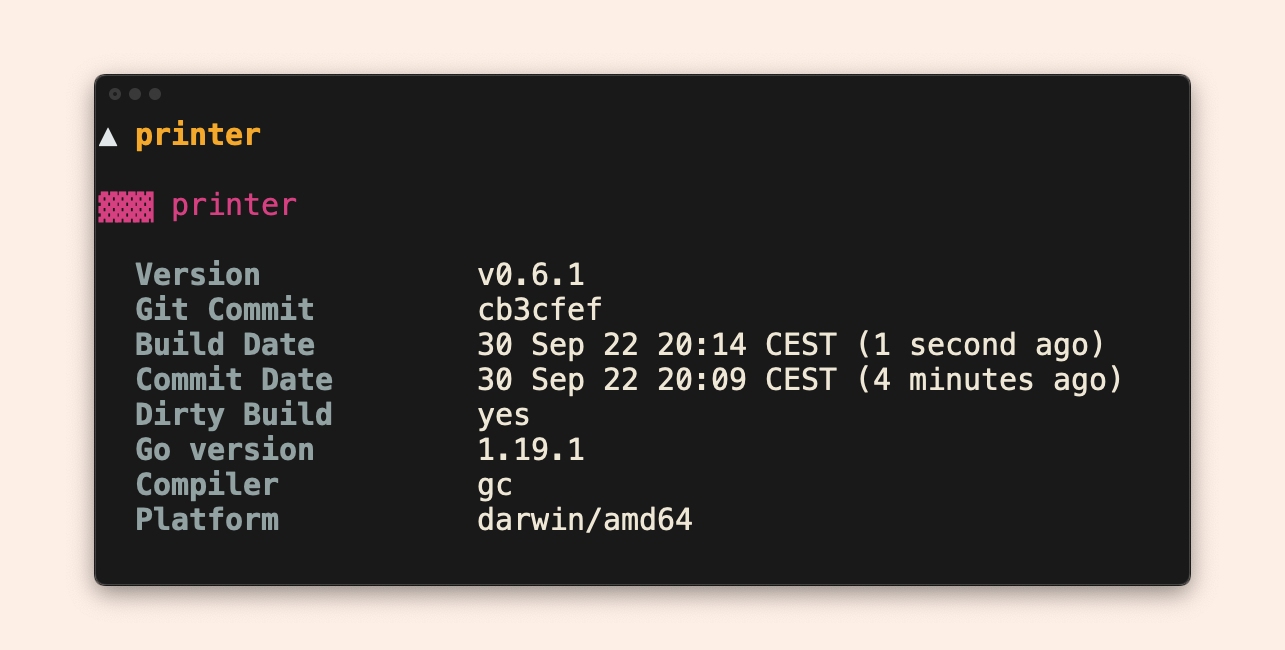 ▲ printer
▓▓▓ printer
Version v0.6.1
Git Commit cb3cfef
Build Date 30 Sep 22 20:14 CEST (1 second ago)
Commit Date 30 Sep 22 20:09 CEST (4 minutes ago)
Dirty Build yes
Go version 1.19.1
Compiler gc
Platform darwin/amd64